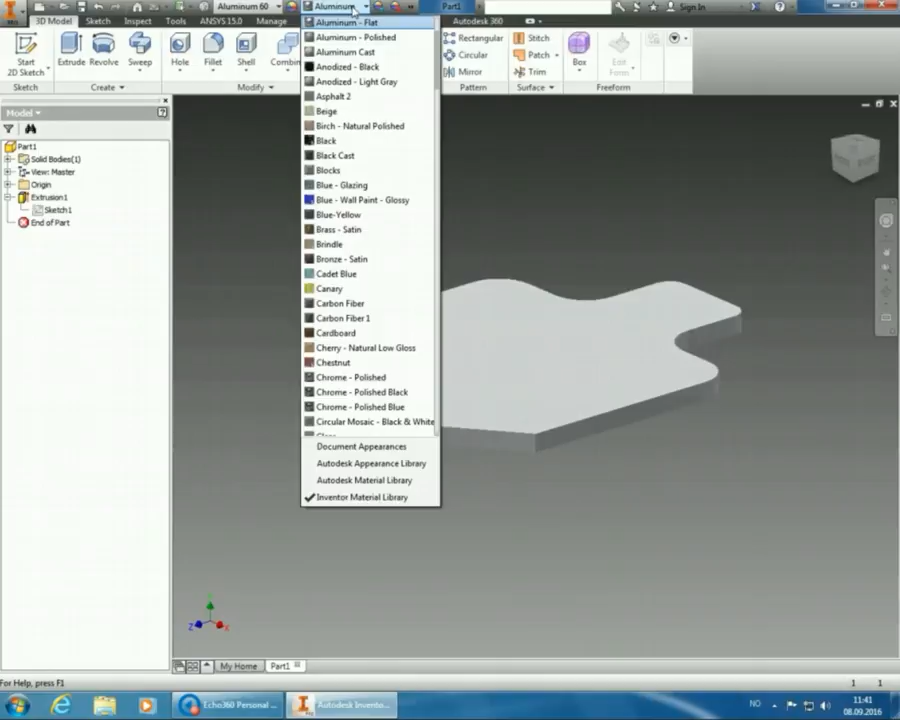 Aluminum 60
Aluminum
Part1
Sign In
3D Model
Sketch
Inspect
Tools
ANSYS 15.0
Manage
Autodesk 360
Start
2D Sketch
Extrude
Revolve
Sweep
Hole
Fillet
Shell
Combin
Rectangular
Circular
Mirror
Stitch
Patch
Trim
Box
Edit
Form
Sketch
Create
Modify
Pattern
Surface
Freeform
Model
Part1
Solid Bodies(1)
View: Master
Origin
Extrusion1
Sketch1
End of Part
Aluminum - Flat
Aluminum - Polished
Aluminum Cast
Anodized - Black
Anodized - Light Gray
Asphalt 2
Beige
Birch - Natural Polished
Black
Black Cast
Blocks
Blue - Glazing
Blue - Wall Paint - Glossy
Blue-Yellow
Brass - Satin
Brindle
Bronze - Satin
Cadet Blue
Canary
Carbon Fiber
Carbon Fiber 1
Cardboard
Cherry - Natural Low Gloss
Chestnut
Chrome - Polished
Chrome - Polished Black
Chrome - Polished Blue
Circular Mosaic - Black & White
Document Appearances
Autodesk Appearance Library
Autodesk Material Library
Inventor Material Library
Z
X
My Home
Part1
For Help, press F1
1 1
Echo360 Personal ...
Autodesk Invento...
NO
11:41
08.09.2016